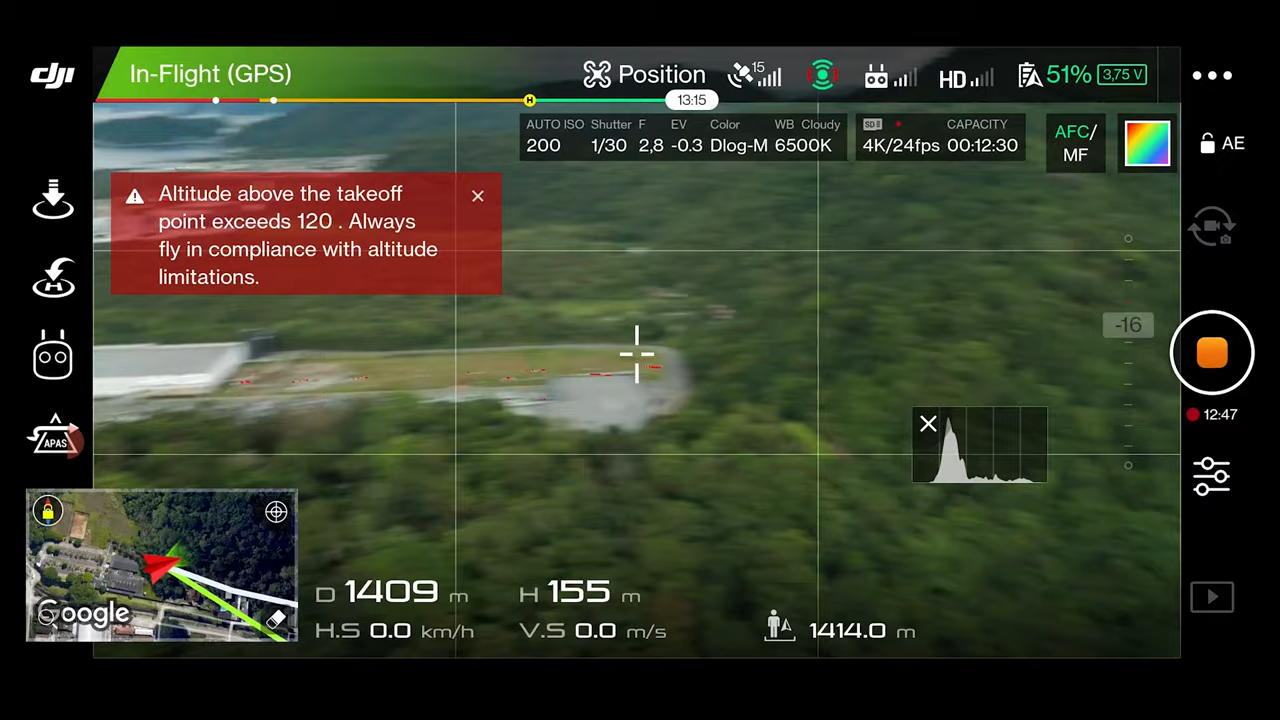 dji
In-Flight (GPS)
Position
15
HD
51%
3,75 V
H
13:15
AUTO ISO Shutter F EV Color WB Cloudy
200 1/30 2,8 -0.3 Dlog-M 6500K
SD CAPACITY
4K/24fps 00:12:30
AFC/
MF
AE
Altitude above the takeoff
point exceeds 120 . Always
fly in compliance with altitude
limitations.
H
-16
12:47
APAS
Google
D 1409 m
H 155 m
H.S 0.0 km/h
V.S 0.0 m/s
1414.0 m